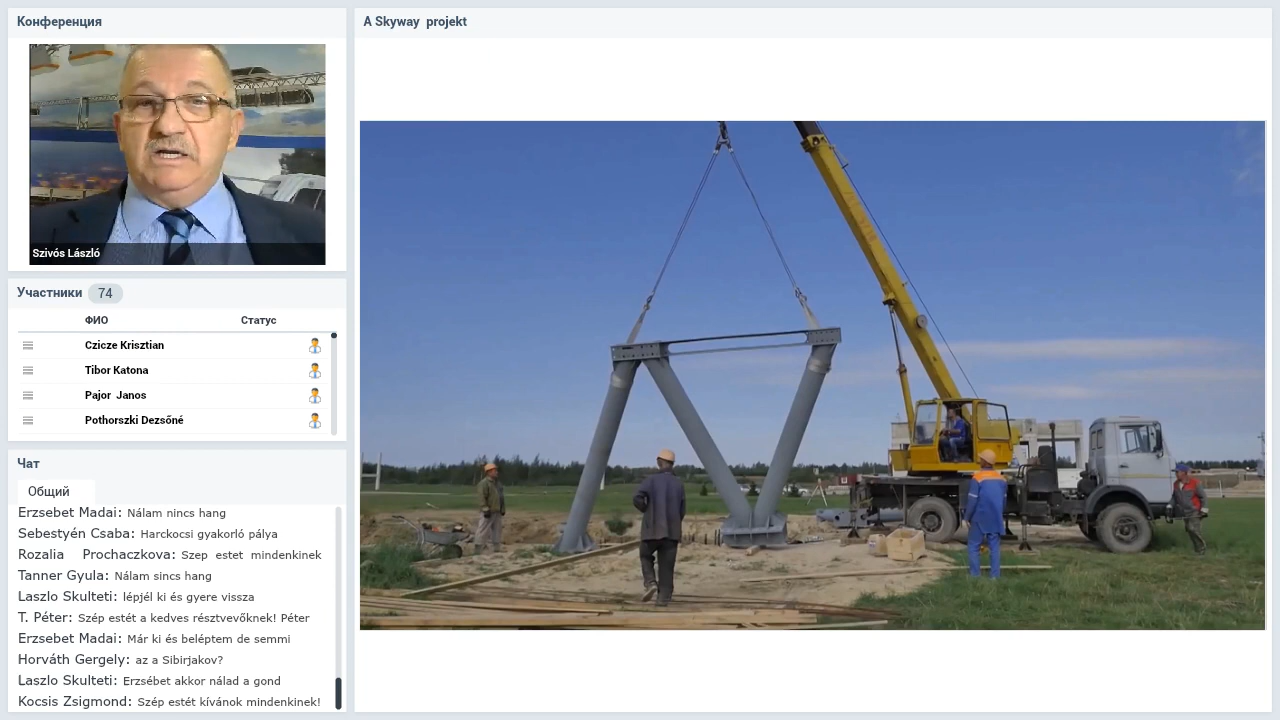 Конференция
Szivós László
Участники 74
ФИО Статус
Czicze Krisztian
Tibor Katona
Pajor Janos
Pothorszki Dezsőné
Чат
Общий
Erzsebet Madai: Nálam nincs hang
Sebestyén Csaba: Harckocsi gyakorló pálya
Rozalia Prochaczkova: Szep estet mindenkinek
Tanner Gyula: Nálam sincs hang
Laszlo Skulteti: lépjél ki és gyere vissza
T. Péter: Szép estét a kedves résztvevőknek! Péter
Erzsebet Madai: Már ki és beléptem de semmi
Horváth Gergely: az a Sibirjakov?
Laszlo Skulteti: Erzsébet akkor nálad a gond
Kocsis Zsigmond: Szép estét kívánok mindenkinek!
A Skyway projekt